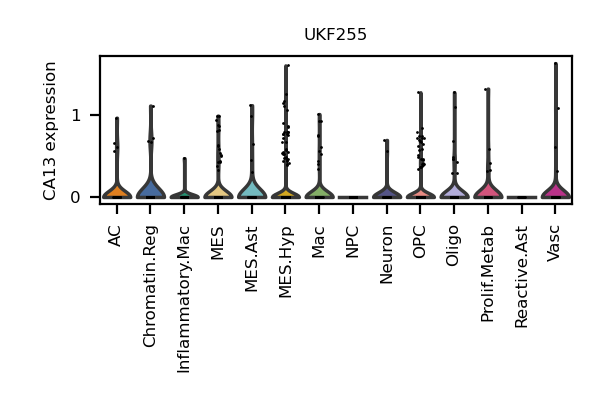 UKF255
CA13 expression
1
0
AC
Chromatin.Reg
Inflammatory.Mac
MES
MES.Ast
MES.Hyp
Mac
NPC
Neuron
OPC
Oligo
Prolif.Metab
Reactive.Ast
Vasc